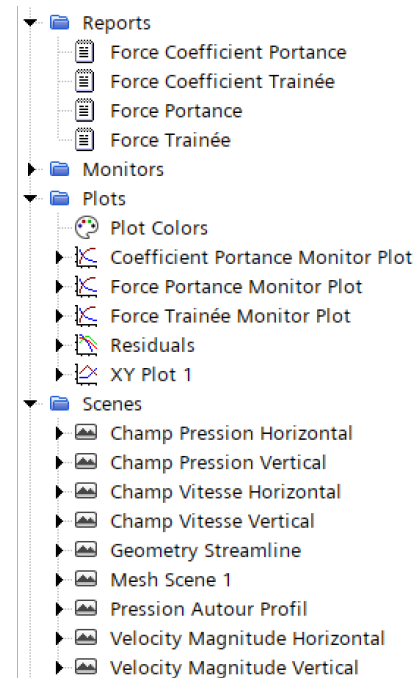 Reports
Force Coefficient Portance
Force Coefficient Trainée
Force Portance
Force Trainée
Monitors
Plots
Plot Colors
Coefficient Portance Monitor Plot
Force Portance Monitor Plot
Force Trainée Monitor Plot
Residuals
XY Plot 1
Scenes
Champ Pression Horizontal
Champ Pression Vertical
Champ Vitesse Horizontal
Champ Vitesse Vertical
Geometry Streamline
Mesh Scene 1
Pression Autour Profil
Velocity Magnitude Horizontal
Velocity Magnitude Vertical